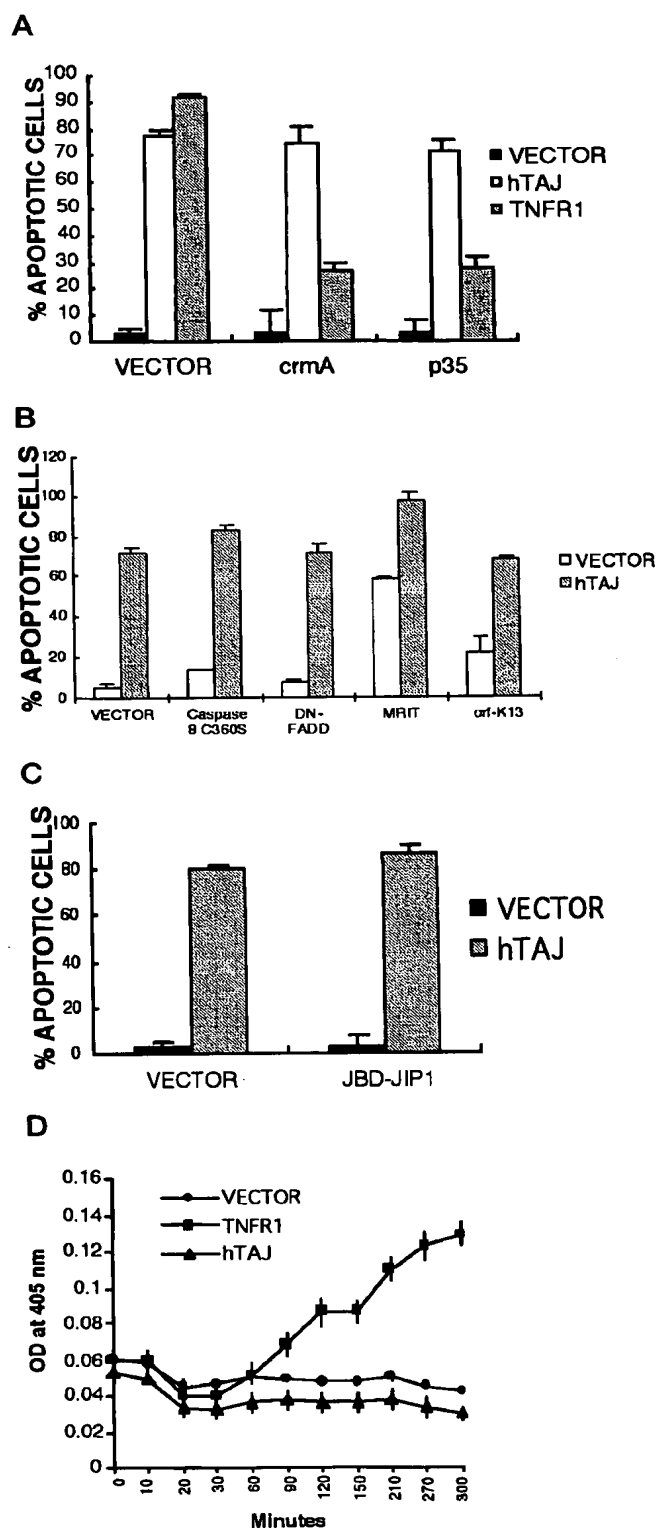 A
% APOPTOTIC CELLS
100
90
80
70
60
50
40
30
20
10
0
VECTOR
hTAJ
TNFR1
VECTOR crmA p35
B
% APOPTOTIC CELLS
120
100
80
60
40
20
0
VECTOR
hTAJ
VECTOR Caspase 8 C360S DN-FADD MRIT orf-K13
C
% APOPTOTIC CELLS
100
80
60
40
20
0
VECTOR
hTAJ
VECTOR JBD-JIP1
D
OD at 405 nm
0.16
0.14
0.12
0.1
0.08
0.06
0.04
0.02
0
VECTOR
TNFR1
hTAJ
0 10 20 30 60 90 120 150 210 270 300
Minutes